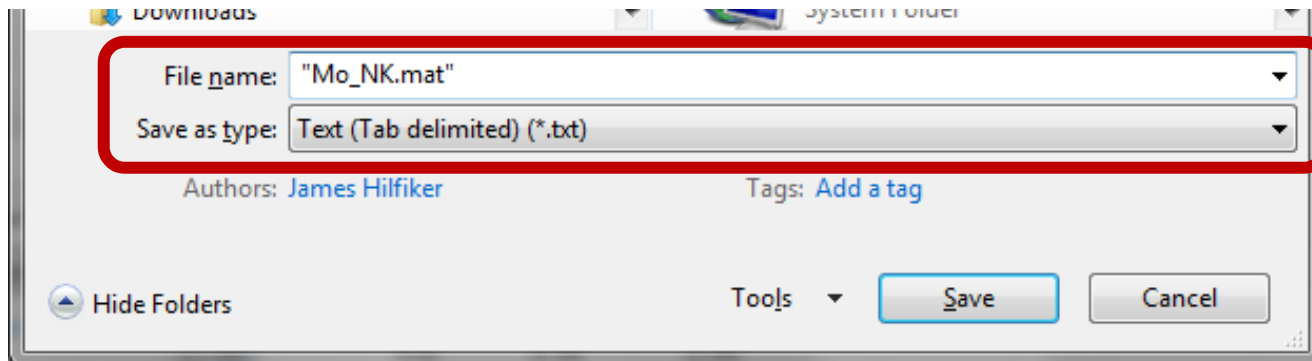 Downloads
System Folder
File name: "Mo_NK.mat"
Save as type: Text (Tab delimited) (*.txt)
Authors: James Hilfiker Tags: Add a tag
Hide Folders Tools Save Cancel